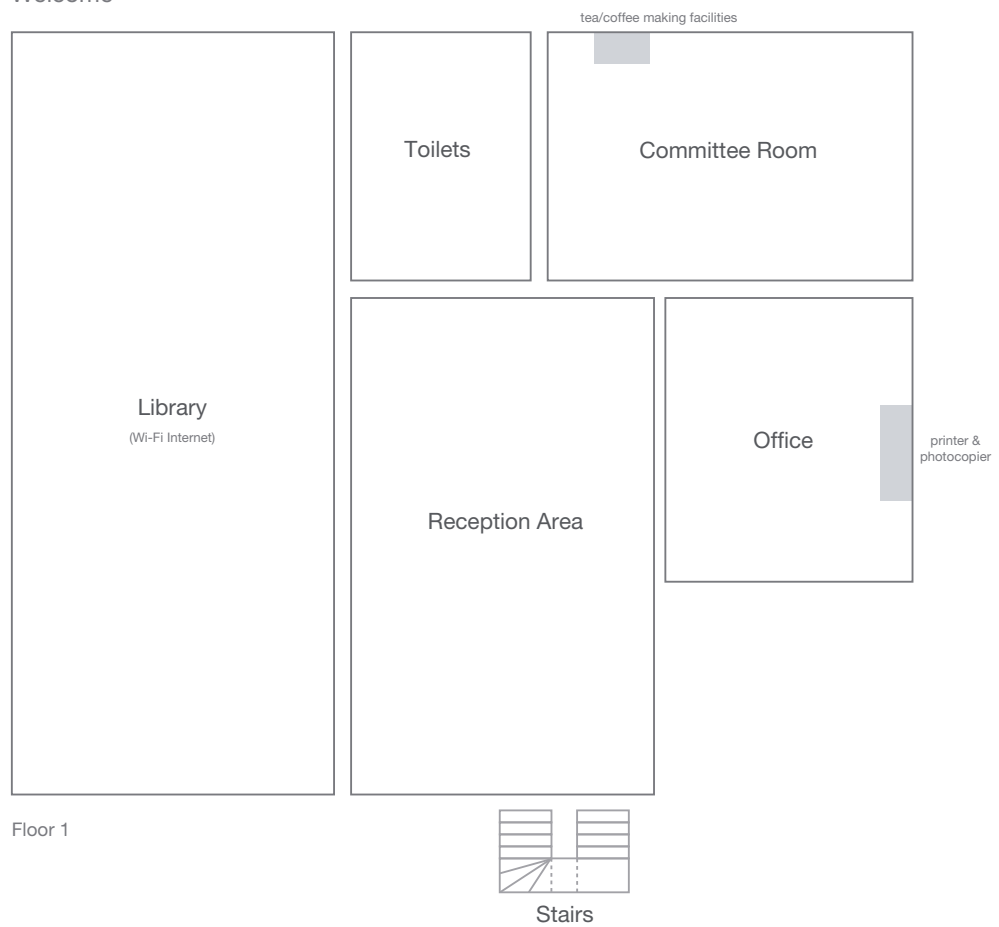 Welcome
tea/coffee making facilities
Toilets
Committee Room
Library
(Wi-Fi Internet)
Office
printer &
photocopier
Reception Area
Floor 1
Stairs